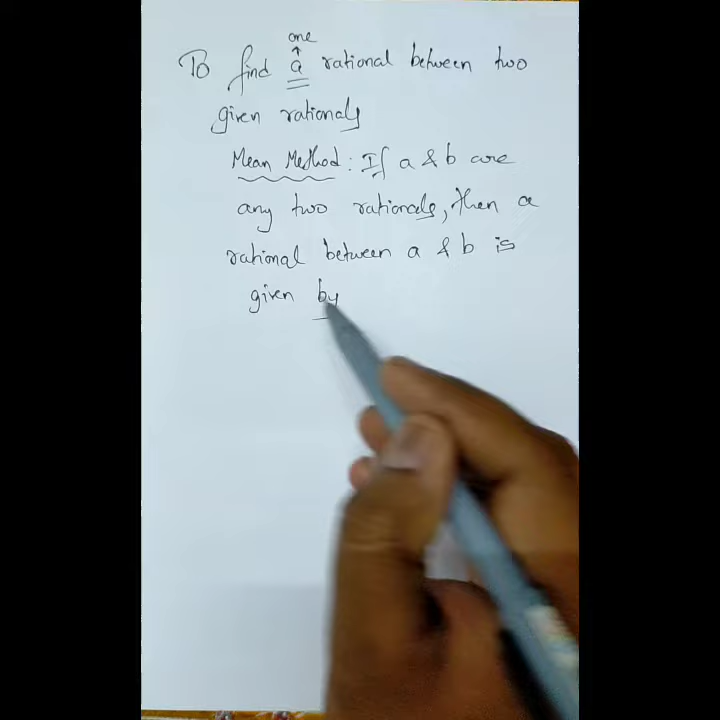 one
To find a rational between two
given rationals
Mean Method: If a & b are
any two rationals, then a
rational between a & b is
given by